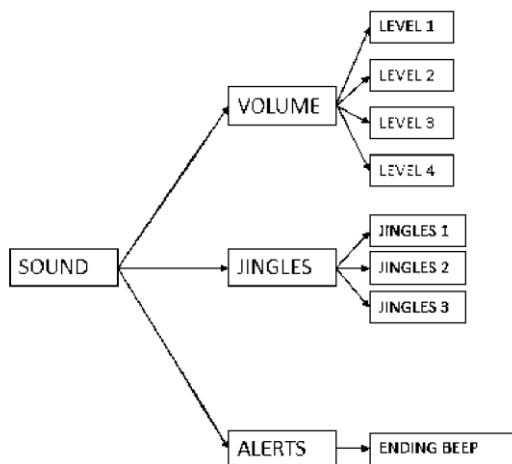 SOUND
VOLUME
LEVEL 1
LEVEL 2
LEVEL 3
LEVEL 4
JINGLES
JINGLES 1
JINGLES 2
JINGLES 3
ALERTS
ENDING BEEP